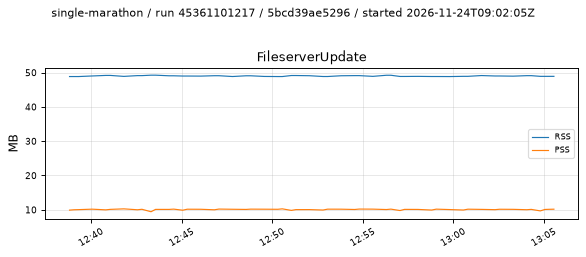 single-marathon / run 45361101217 / 5bcd39ae5296 / started 2026-11-24T09:02:05Z
FileserverUpdate
50
40
30
20
10
MB
RSS
PSS
12:40
12:45
12:50
12:55
13:00
13:05